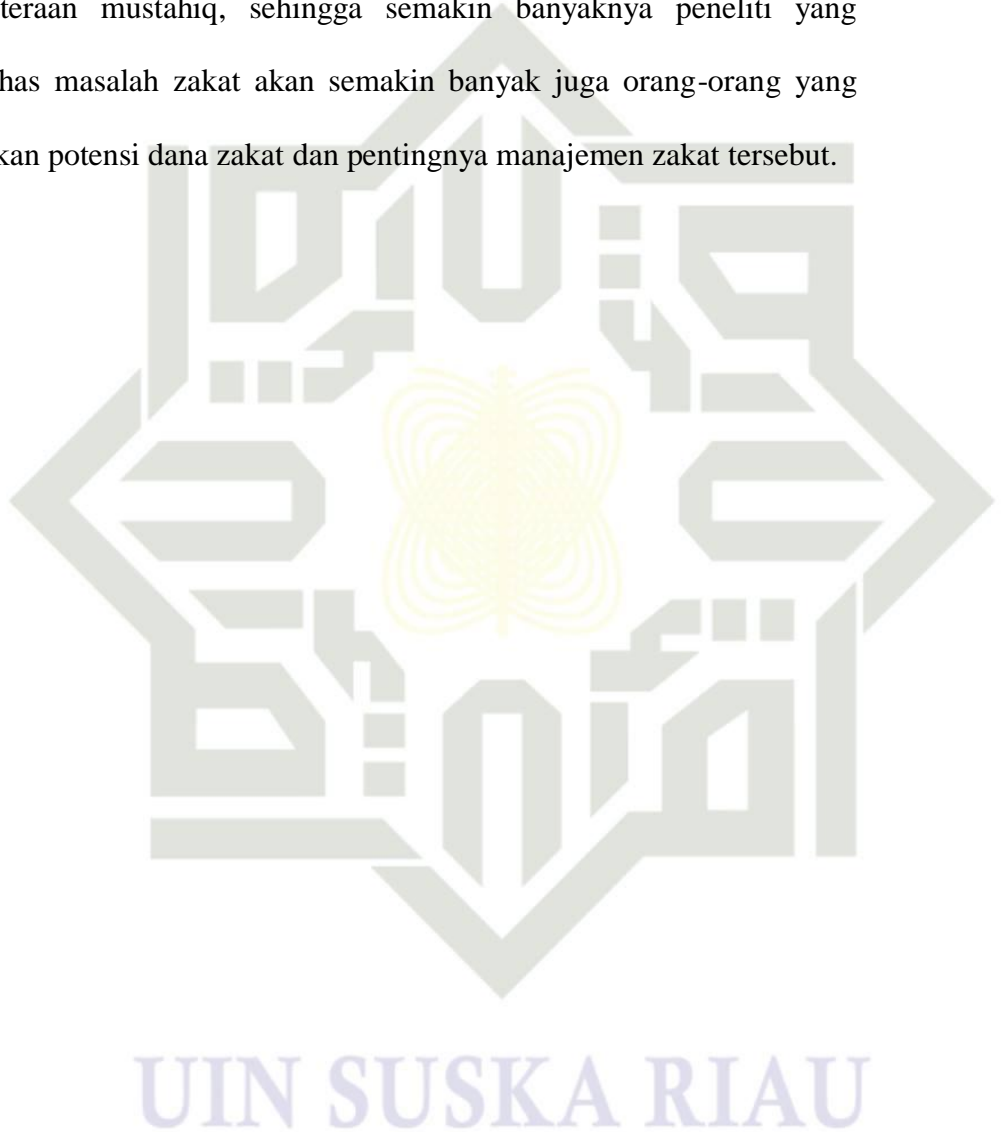 teraan mustahiq, sehingga semakin banyaknya peneliti yang
has masalah zakat akan semakin banyak juga orang-orang yang
kan potensi dana zakat dan pentingnya manajemen zakat tersebut.
UIN SUSKA RIAU